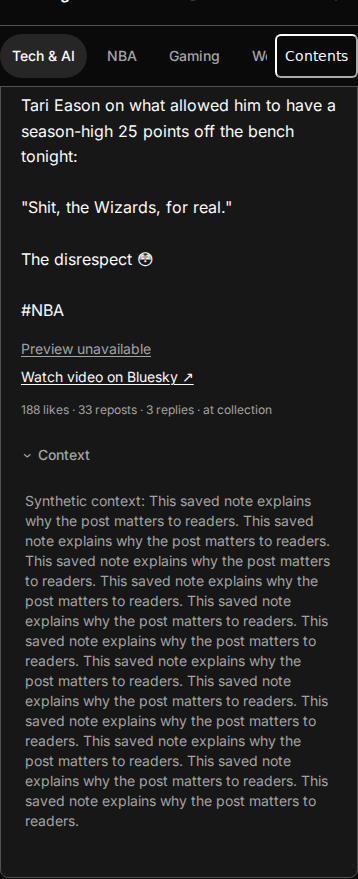 Tech & AI
NBA
Gaming
Contents
Tari Eason on what allowed him to have a
season-high 25 points off the bench
tonight:
"Shit, the Wizards, for real."
The disrespect 😳
#NBA
Preview unavailable
Watch video on Bluesky ↗
188 likes · 33 reposts · 3 replies · at collection
Context
Synthetic context: This saved note explains
why the post matters to readers. This saved
note explains why the post matters to readers.
This saved note explains why the post matters
to readers. This saved note explains why the
post matters to readers. This saved note
explains why the post matters to readers. This
saved note explains why the post matters to
readers. This saved note explains why the
post matters to readers. This saved note
explains why the post matters to readers. This
saved note explains why the post matters to
readers. This saved note explains why the
post matters to readers. This saved note
explains why the post matters to readers. This
saved note explains why the post matters to
readers.